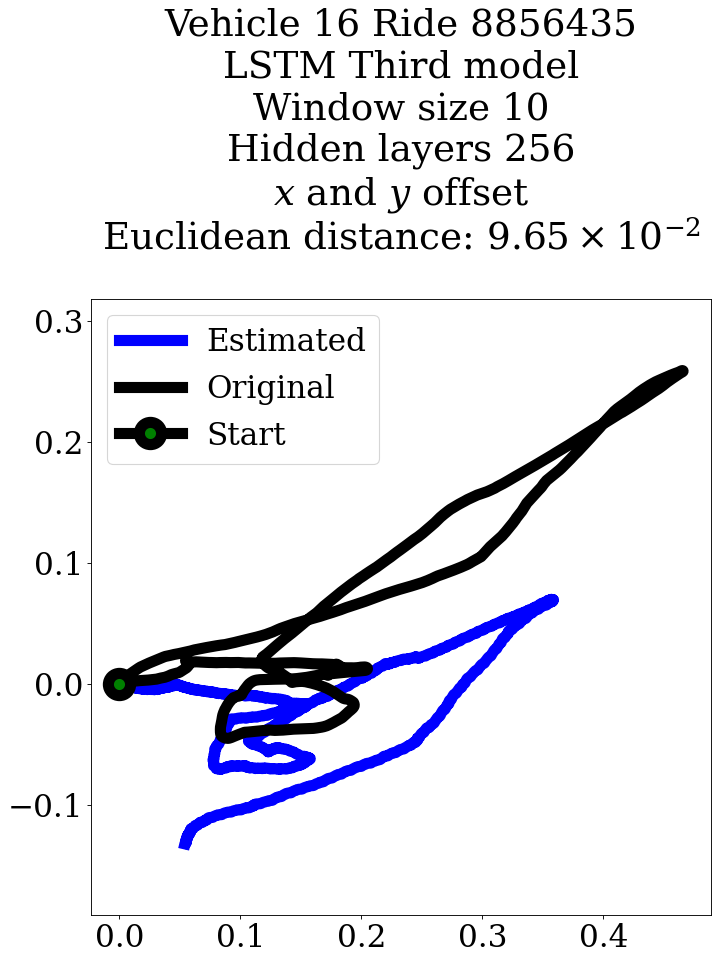 Vehicle 16 Ride 8856435
LSTM Third model
Window size 10
Hidden layers 256
x and y offset
Euclidean distance: 9.65 × 10⁻²
Estimated
Original
Start
0.3
0.2
0.1
0.0
−0.1
0.0 0.1 0.2 0.3 0.4